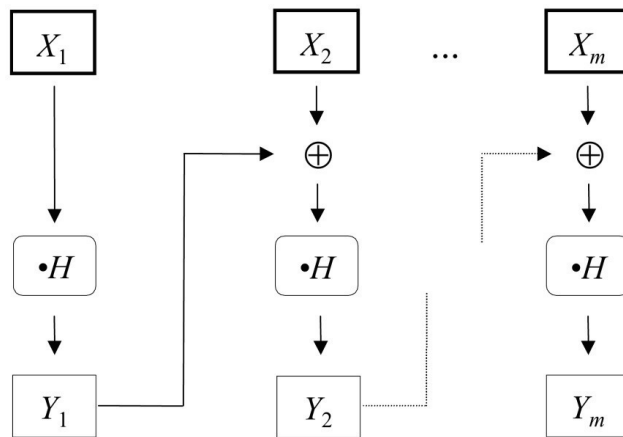 X₁ X₂ ... Xₘ
⊕ ⊕
•H •H •H
Y₁ Y₂ Yₘ